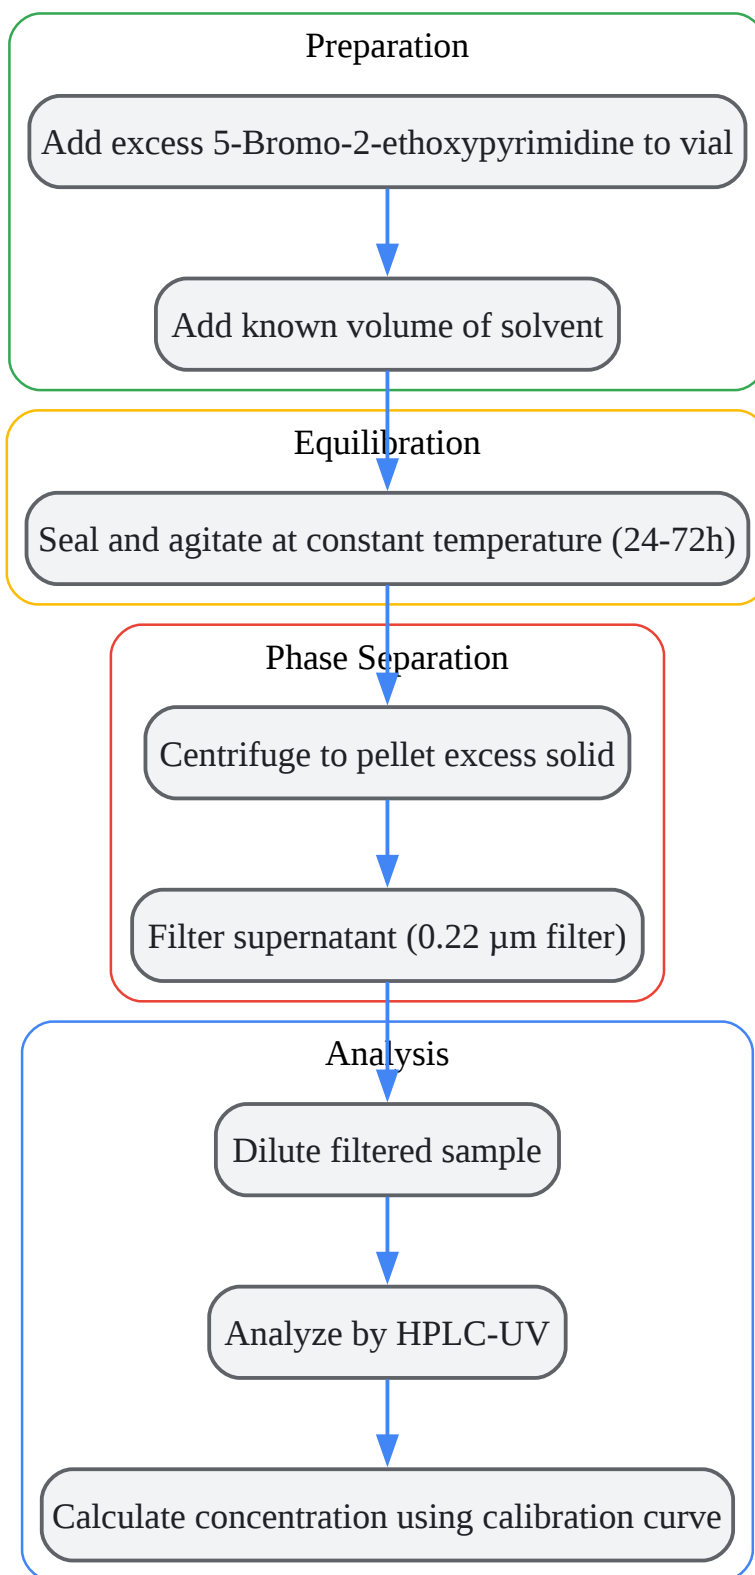 Preparation
Add excess 5-Bromo-2-ethoxypyrimidine to vial
Add known volume of solvent
Equilibration
Seal and agitate at constant temperature (24-72h)
Phase Separation
Centrifuge to pellet excess solid
Filter supernatant (0.22 µm filter)
Analysis
Dilute filtered sample
Analyze by HPLC-UV
Calculate concentration using calibration curve